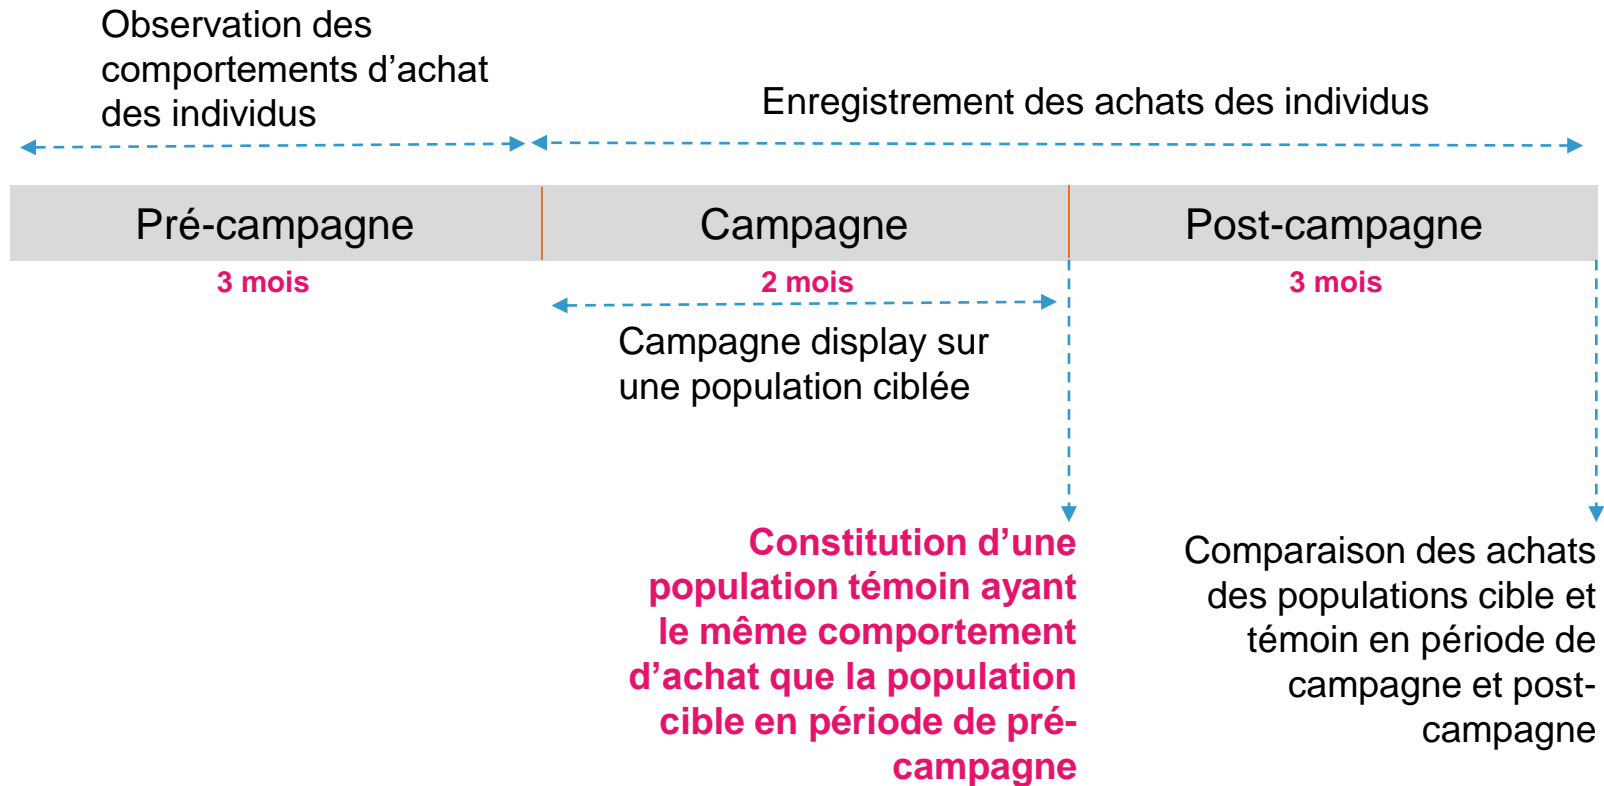 Observation des
comportements d’achat
des individus
Enregistrement des achats des individus
Pré-campagne
Campagne
Post-campagne
3 mois
2 mois
3 mois
Campagne display sur
une population ciblée
Constitution d’une
population témoin ayant
le même comportement
d’achat que la population
cible en période de pré-
campagne
Comparaison des achats
des populations cible et
témoin en période de
campagne et post-
campagne